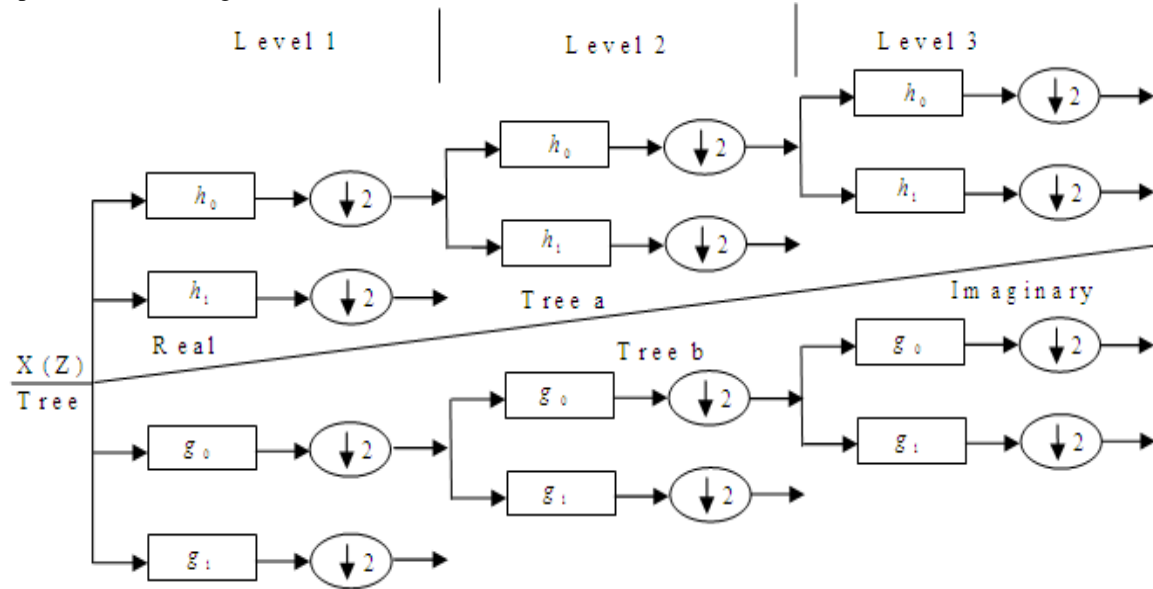 Level 1
Level 2
Level 3
h₀
↓ 2
h₀
↓ 2
h₀
↓ 2
h₁
↓ 2
h₁
↓ 2
h₁
↓ 2
Real
Tree a
Imaginary
X(Z)
Tree
Tree b
g₀
↓ 2
g₀
↓ 2
g₀
↓ 2
g₁
↓ 2
g₁
↓ 2
g₁
↓ 2